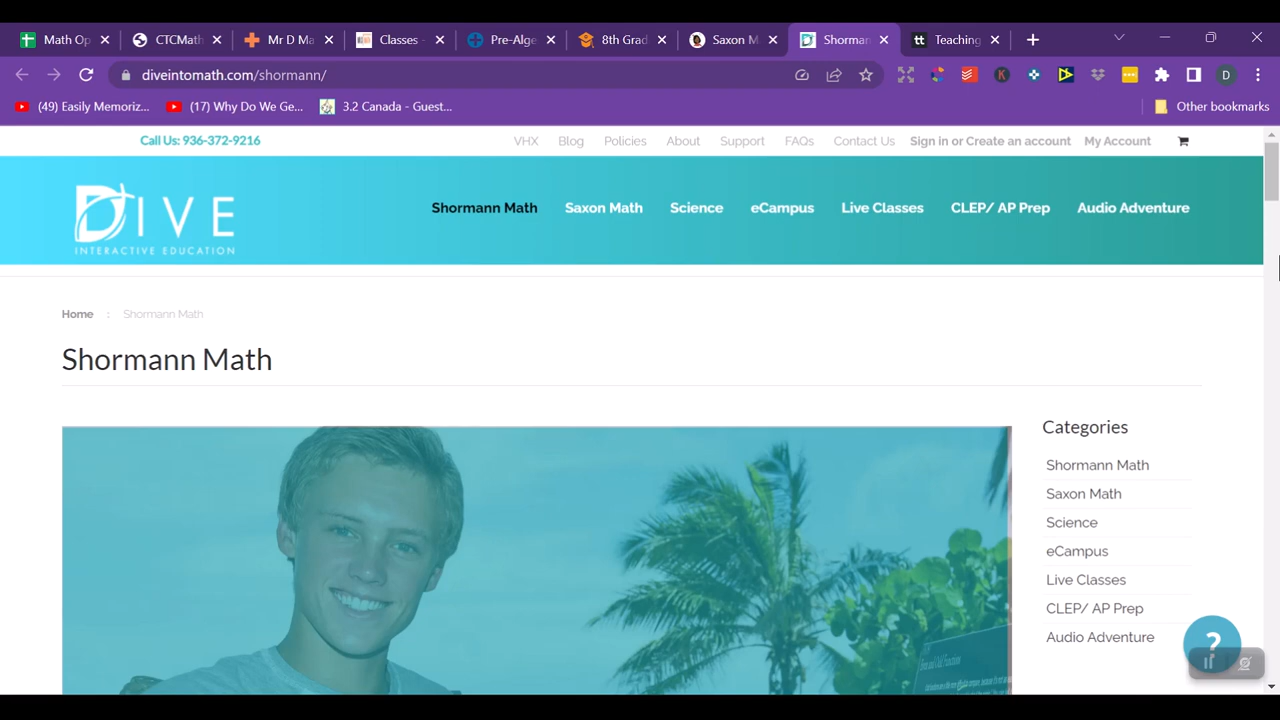 Math Op
CTCMath
Mr D Ma
Classes -
Pre-Alge
8th Grad
Saxon M
Shorman
Teaching
diveintomath.com/shormann/
K
D
(49) Easily Memoriz...
(17) Why Do We Ge...
3.2 Canada - Guest...
Other bookmarks
Call Us: 936-372-9216
VHX
Blog
Policies
About
Support
FAQs
Contact Us
Sign in or Create an account
My Account
DIVE
INTERACTIVE EDUCATION
Shormann Math
Saxon Math
Science
eCampus
Live Classes
CLEP/ AP Prep
Audio Adventure
Home : Shormann Math
Shormann Math
Categories
Shormann Math
Saxon Math
Science
eCampus
Live Classes
CLEP/ AP Prep
Audio Adventure
?